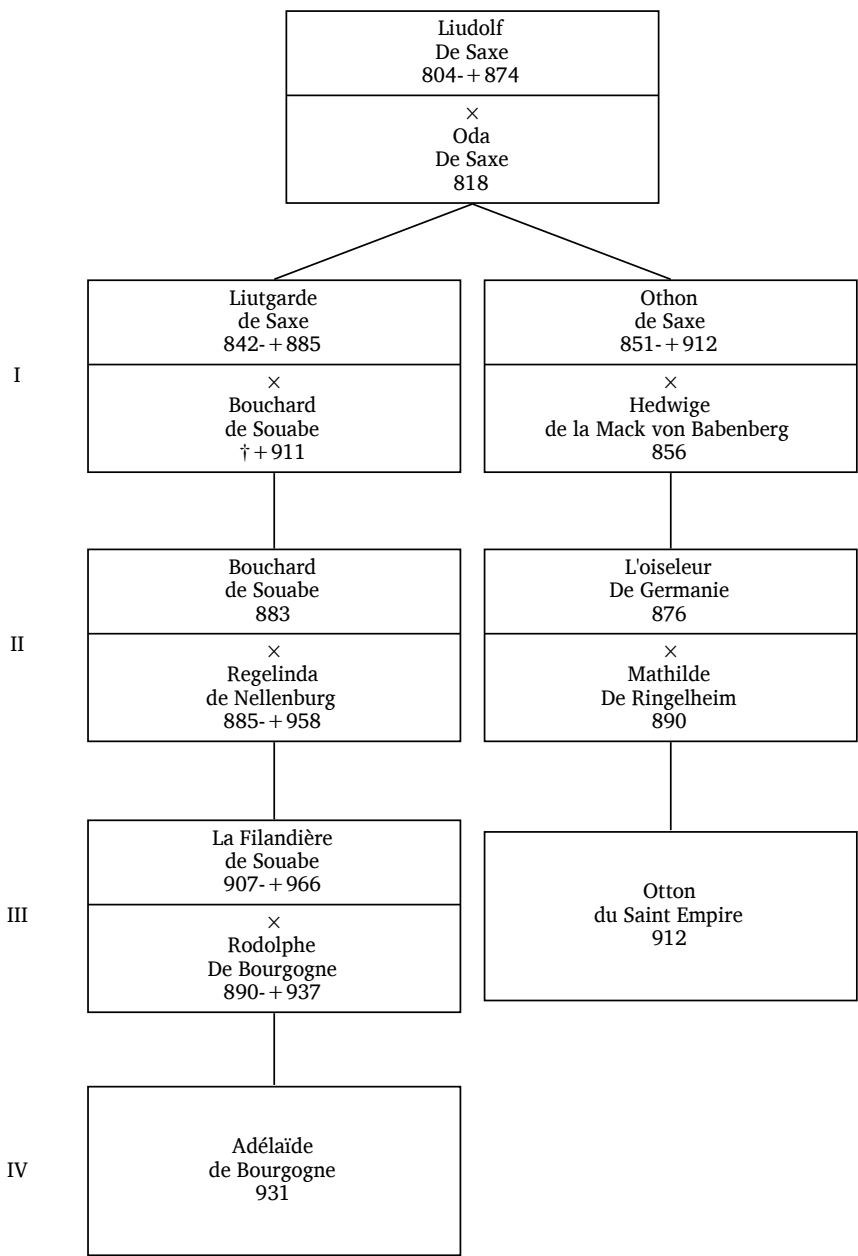 Liudolf
De Saxe
804-+874
×
Oda
De Saxe
818
I
Liutgarde
de Saxe
842-+885
×
Bouchard
de Souabe
†+911
Othon
de Saxe
851-+912
×
Hedwige
de la Mack von Babenberg
856
II
Bouchard
de Souabe
883
×
Regelinda
de Nellenburg
885-+958
L'oiseleur
De Germanie
876
×
Mathilde
De Ringelheim
890
III
La Filandière
de Souabe
907-+966
×
Rodolphe
De Bourgogne
890-+937
Otton
du Saint Empire
912
IV
Adélaïde
de Bourgogne
931